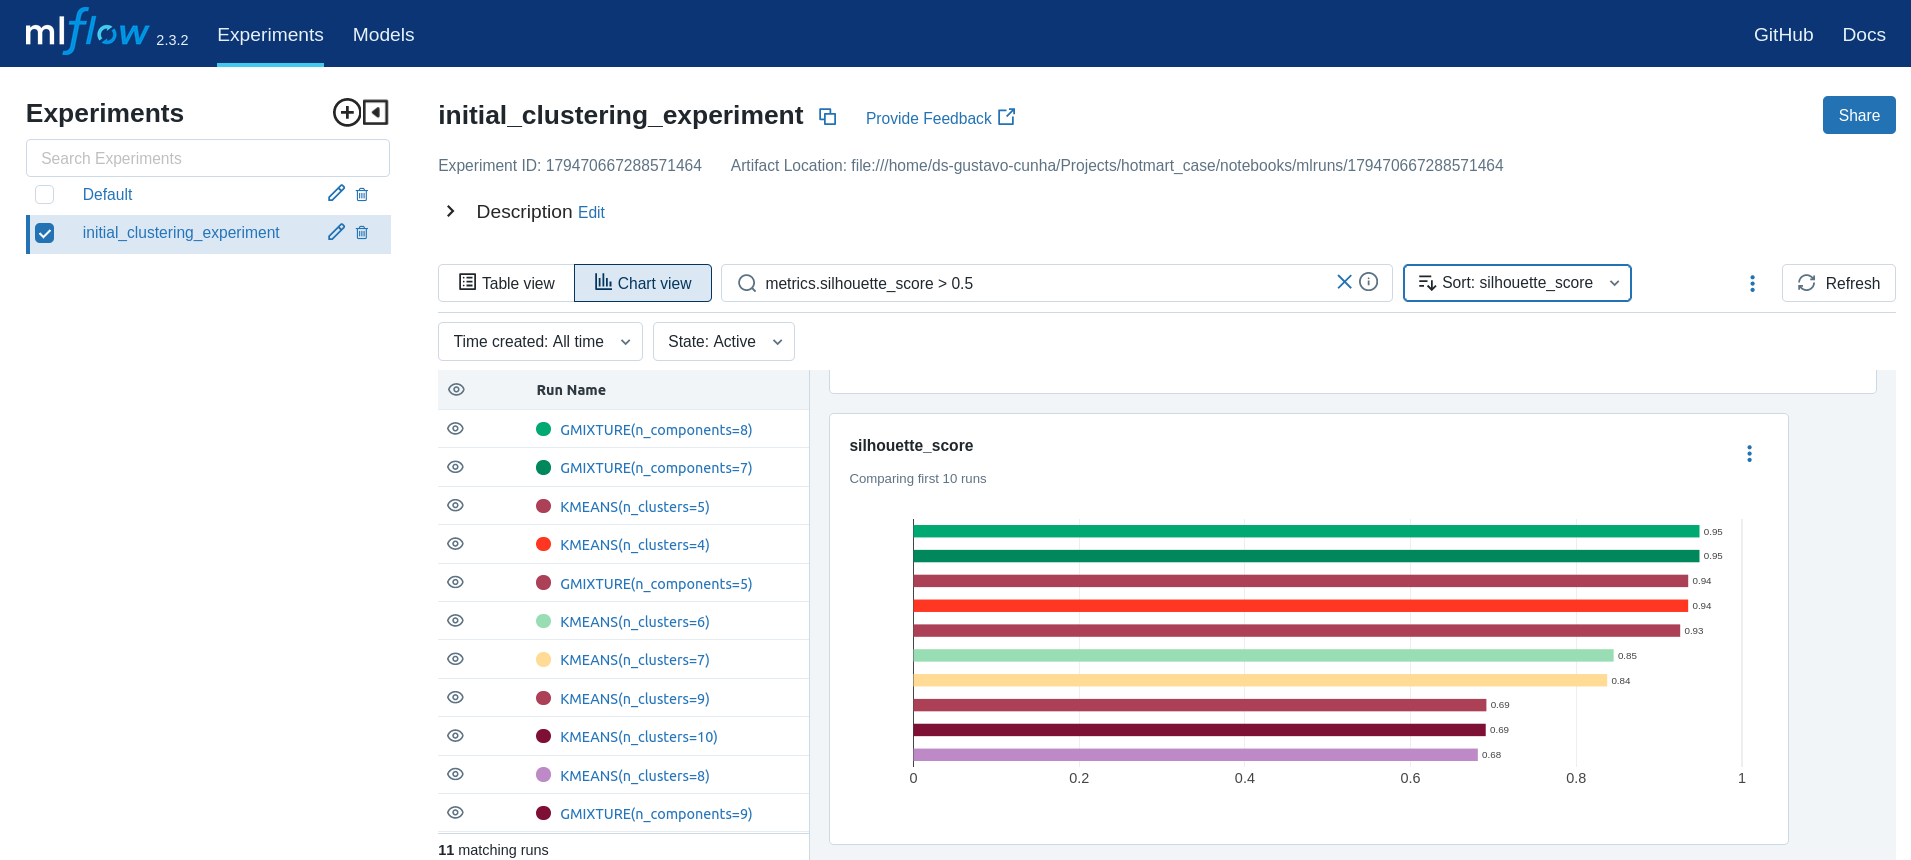 mlflow 2.3.2 Experiments Models GitHub Docs
Experiments
Search Experiments
Default
initial_clustering_experiment
initial_clustering_experiment Provide Feedback Share
Experiment ID: 179470667288571464 Artifact Location: file:///home/ds-gustavo-cunha/Projects/hotmart_case/notebooks/mlruns/179470667288571464
Description Edit
Table view Chart view metrics.silhouette_score > 0.5 Sort: silhouette_score Refresh
Time created: All time State: Active
Run Name
GMIXTURE(n_components=8)
GMIXTURE(n_components=7)
KMEANS(n_clusters=5)
KMEANS(n_clusters=4)
GMIXTURE(n_components=5)
KMEANS(n_clusters=6)
KMEANS(n_clusters=7)
KMEANS(n_clusters=9)
KMEANS(n_clusters=10)
KMEANS(n_clusters=8)
GMIXTURE(n_components=9)
11 matching runs
silhouette_score
Comparing first 10 runs
0.95
0.95
0.94
0.94
0.93
0.85
0.84
0.69
0.69
0.68
0 0.2 0.4 0.6 0.8 1